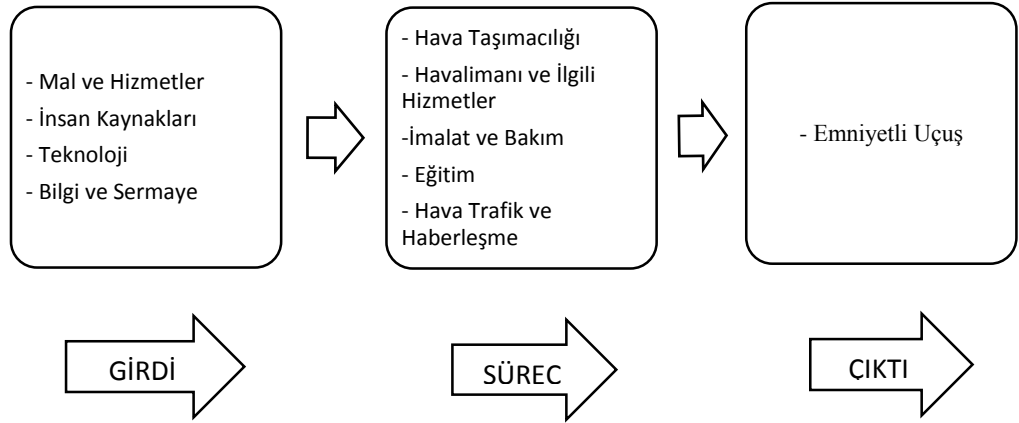 - Mal ve Hizmetler
- İnsan Kaynakları
- Teknoloji
- Bilgi ve Sermaye
- Hava Taşımacılığı
- Havalimanı ve İlgili
Hizmetler
-İmalat ve Bakım
- Eğitim
- Hava Trafik ve
Haberleşme
- Emniyetli Uçuş
GİRDİ
SÜREC
ÇIKTI